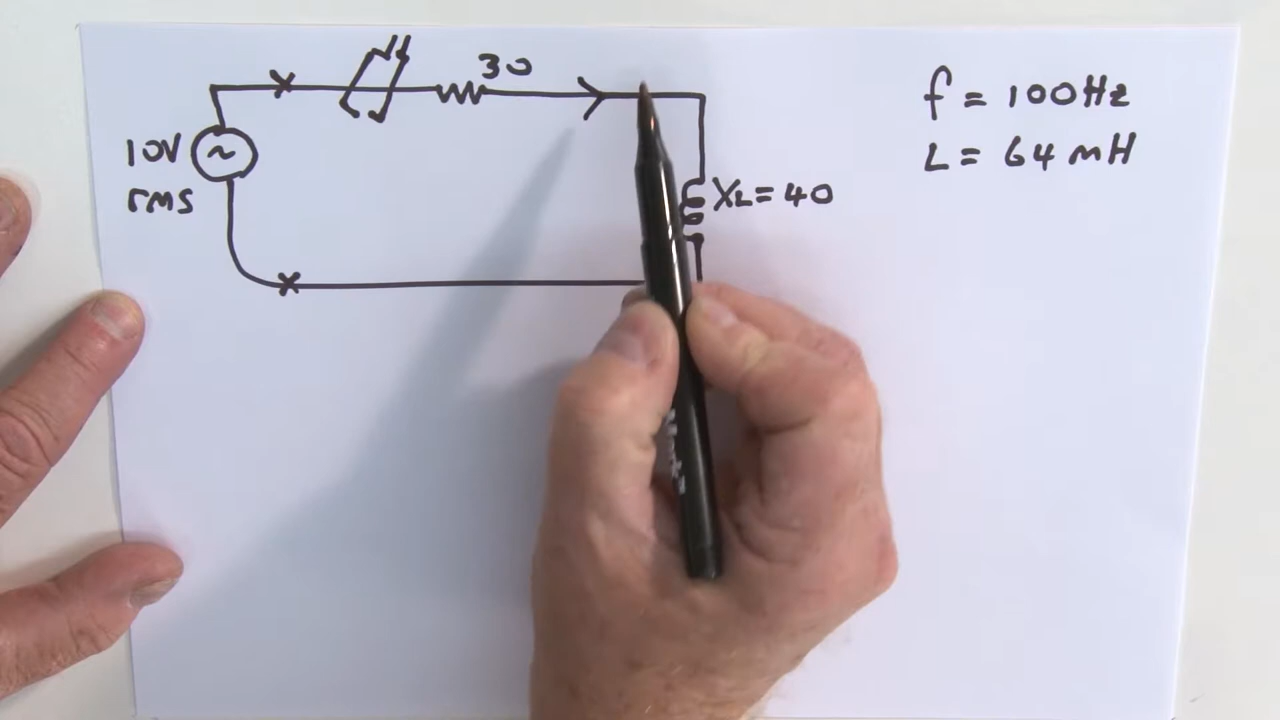 30
10V
rms
XL = 40
f = 100Hz
L = 64 mH